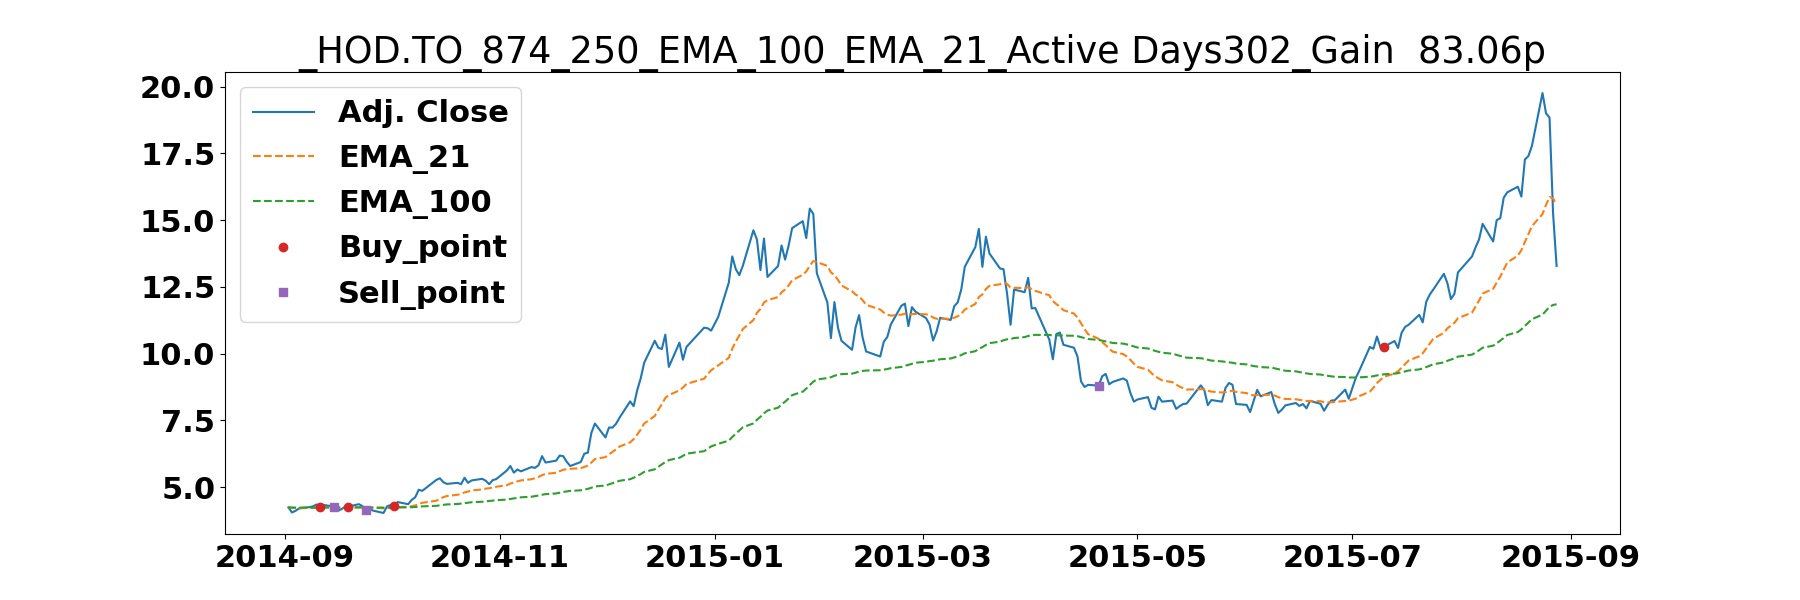 _HOD.TO_874_250_EMA_100_EMA_21_Active Days302_Gain  83.06p
20.0
17.5
15.0
12.5
10.0
7.5
5.0
Adj. Close
EMA_21
EMA_100
Buy_point
Sell_point
2014-09 2014-11 2015-01 2015-03 2015-05 2015-07 2015-09